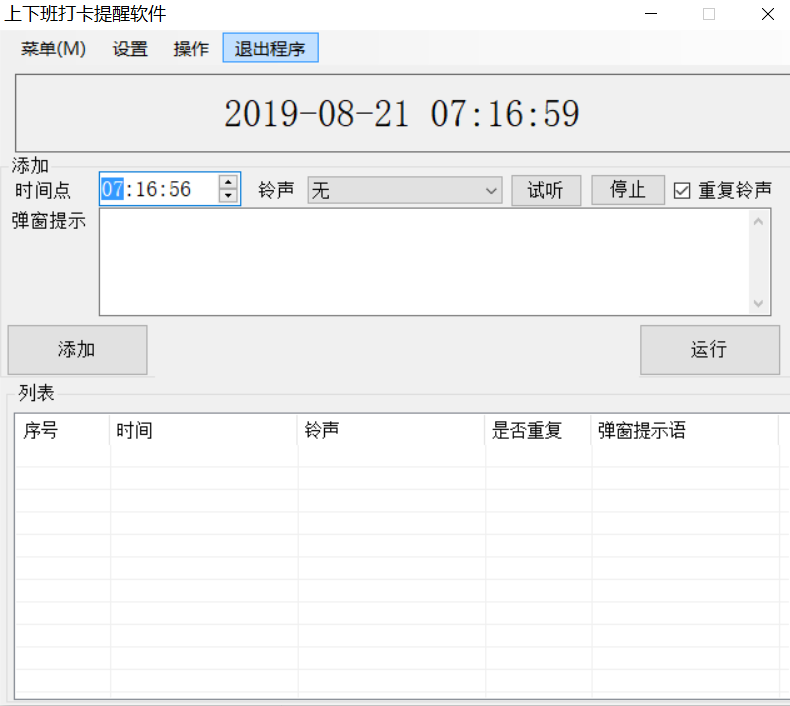 上下班打卡提醒软件
菜单(M) 设置 操作 退出程序
2019-08-21 07:16:59
添加
时间点 07:16:56 铃声 无 试听 停止 重复铃声
弹窗提示
添加 运行
列表
序号 时间 铃声 是否重复 弹窗提示语